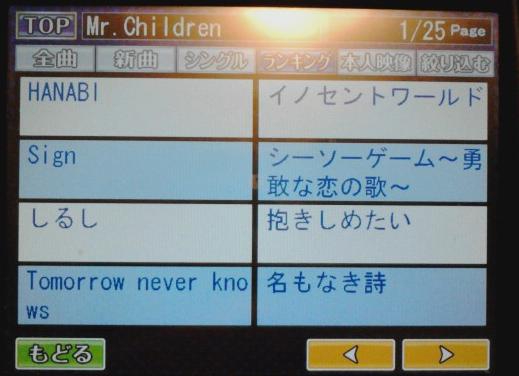 TOP Mr.Children 1/25 Page
全曲 新曲 シングル ランキング 本人映像 絞り込む
HANABI イノセントワールド
Sign シーソーゲーム～勇
敢な恋の歌～
しるし 抱きしめたい
Tomorrow never kno 名もなき詩
ws
もどる